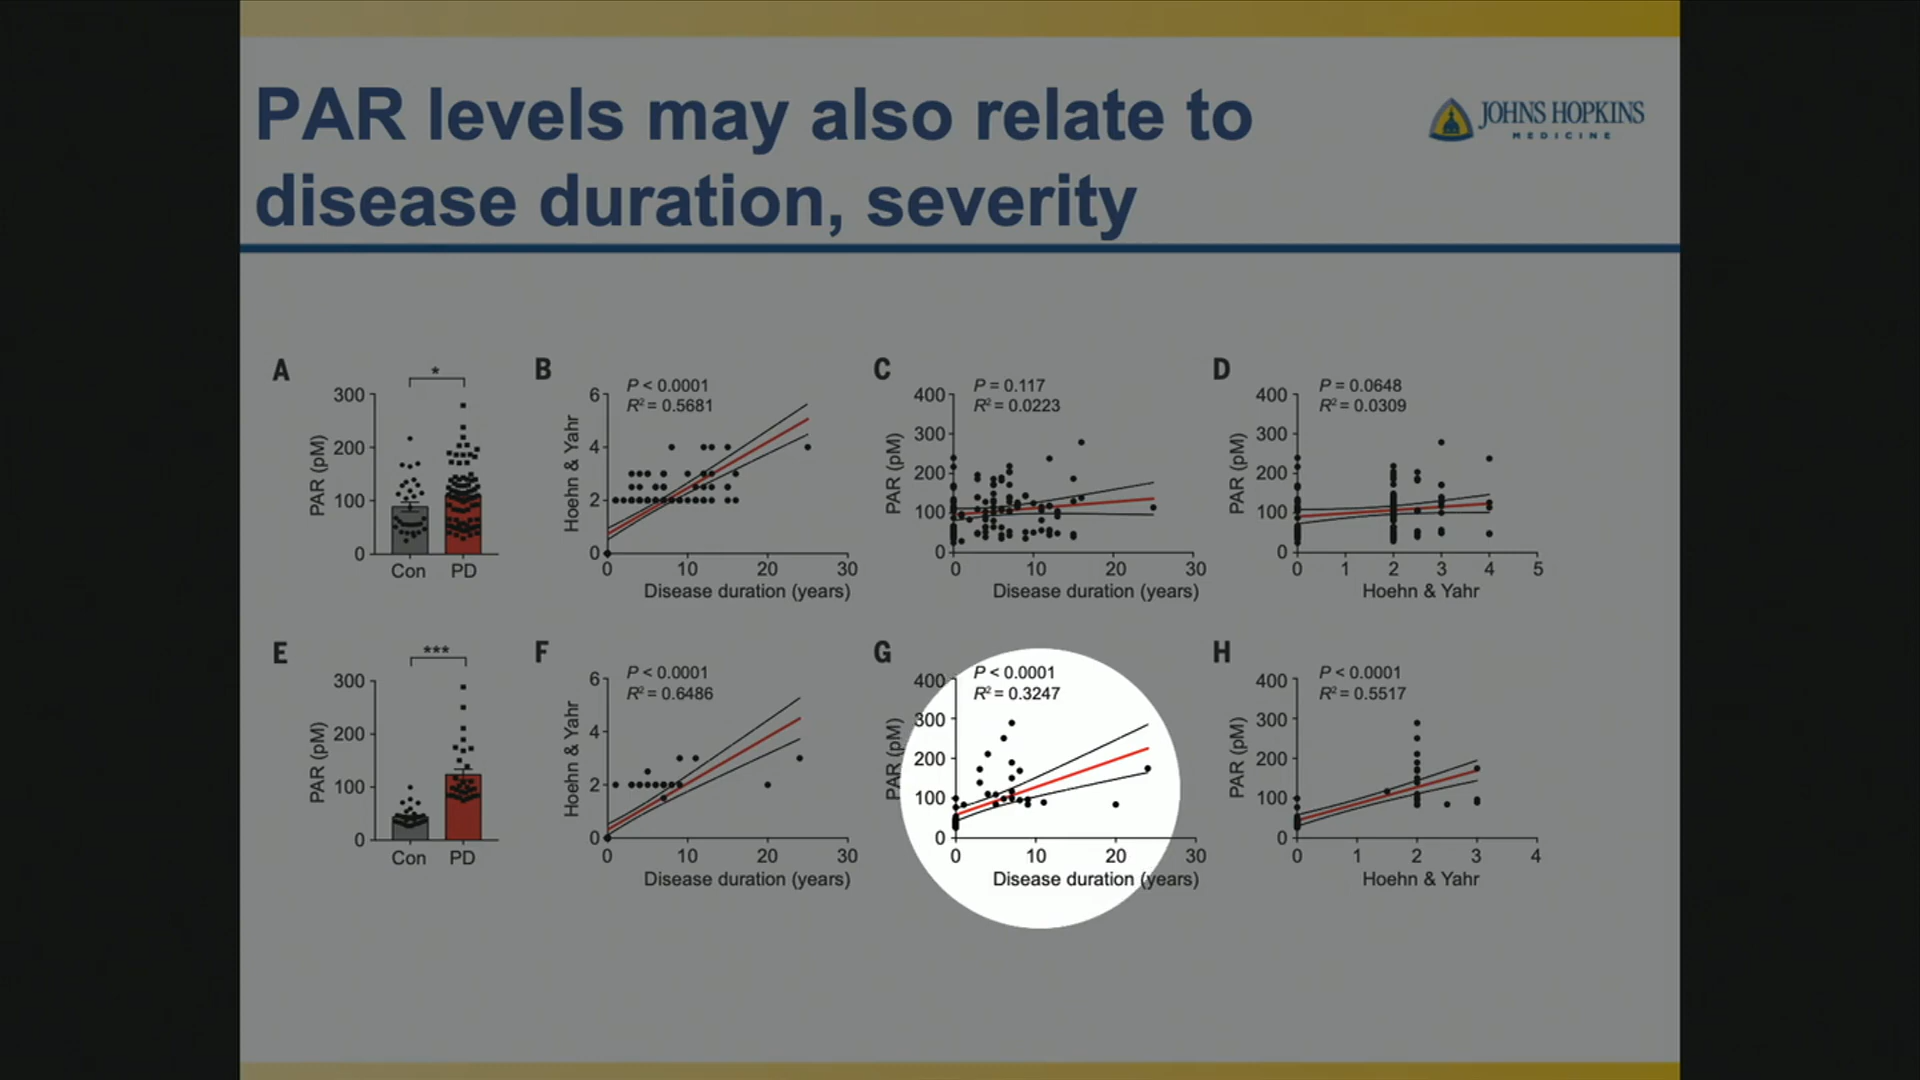 PAR levels may also relate to
disease duration, severity
JOHNS HOPKINS
MEDICINE
A
*
300
200
100
0
PAR (pM)
Con PD
B
P < 0.0001
R² = 0.5681
6
4
2
0
Hoehn & Yahr
0 10 20 30
Disease duration (years)
C
P = 0.117
R² = 0.0223
400
300
200
100
0
PAR (pM)
0 10 20 30
Disease duration (years)
D
P = 0.0648
R² = 0.0309
400
300
200
100
0
PAR (pM)
0 1 2 3 4 5
Hoehn & Yahr
E
***
300
200
100
0
PAR (pM)
Con PD
F
P < 0.0001
R² = 0.6486
6
4
2
0
Hoehn & Yahr
0 10 20 30
Disease duration (years)
G
P < 0.0001
R² = 0.3247
400
300
200
100
0
PAR (pM)
0 10 20 30
Disease duration (years)
H
P < 0.0001
R² = 0.5517
400
300
200
100
0
PAR (pM)
0 1 2 3 4
Hoehn & Yahr